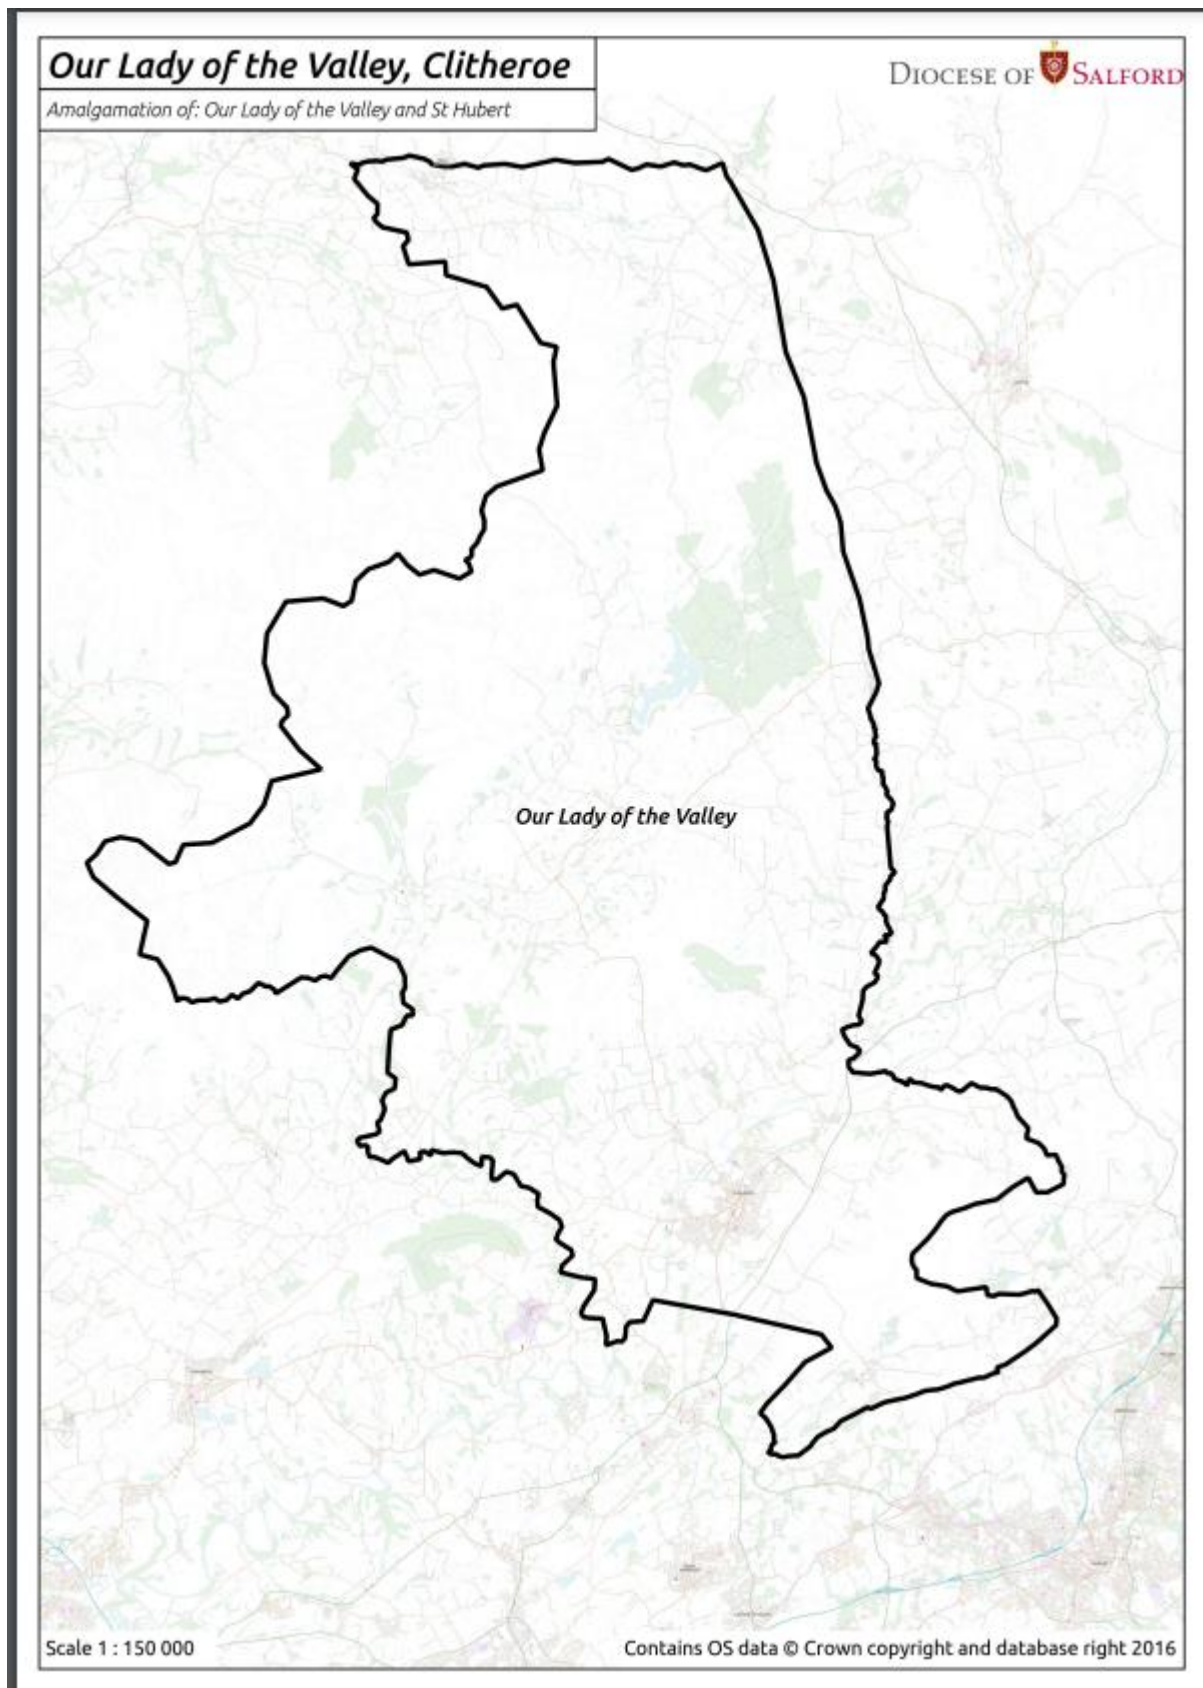 Our Lady of the Valley, Clitheroe
Amalgamation of: Our Lady of the Valley and St Hubert
DIOCESE OF SALFORD
Our Lady of the Valley
Scale 1 : 150 000
Contains OS data © Crown copyright and database right 2016